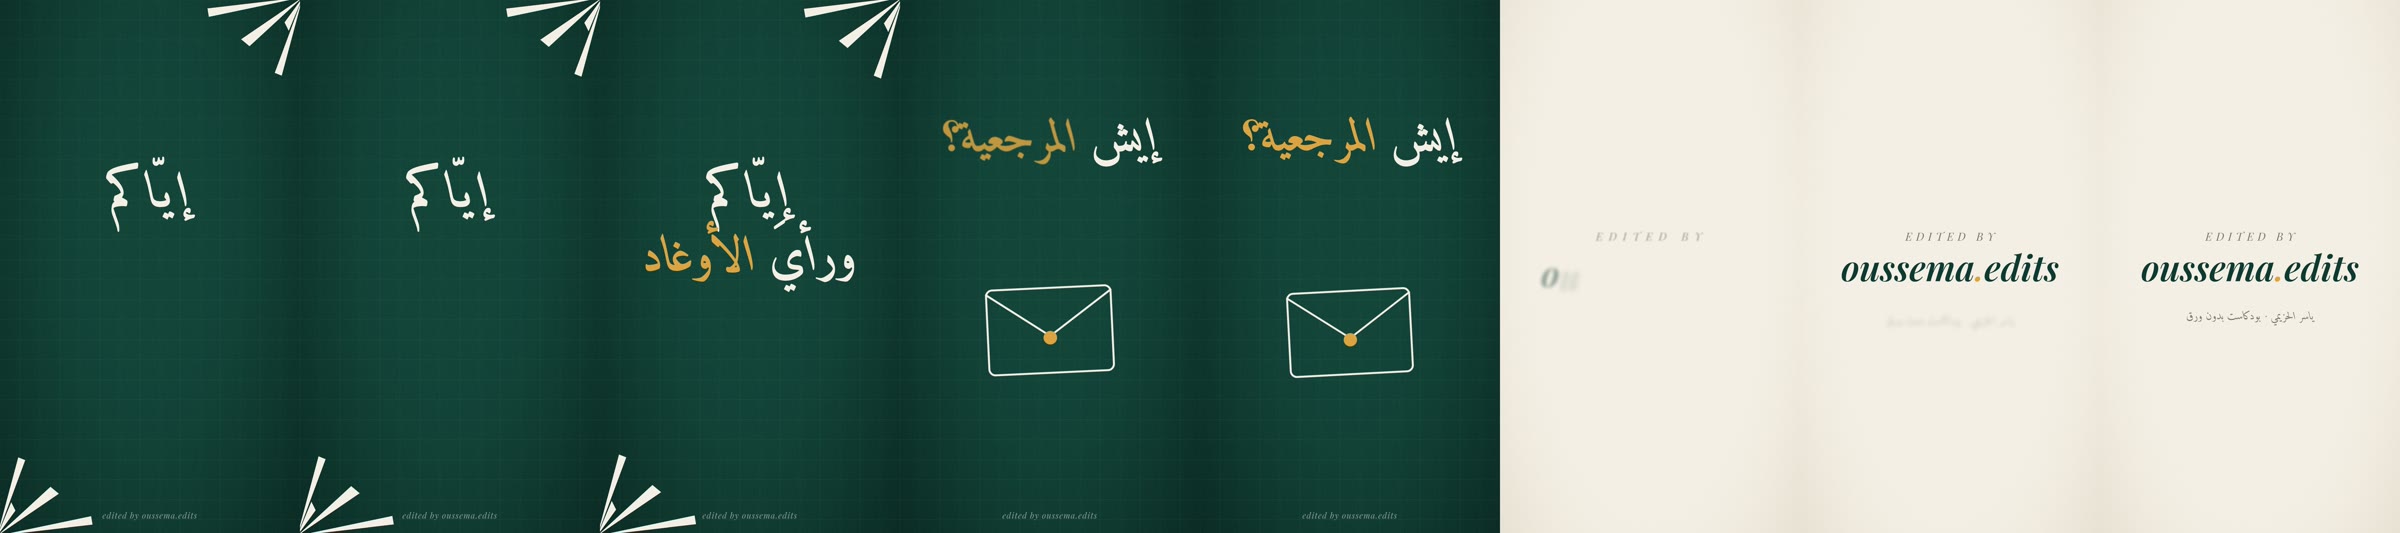 إيّاكم
edited by oussema.edits
إيّاكم
edited by oussema.edits
إيّاكم
ورأيَ الأوغاد
edited by oussema.edits
إيش المرجعية؟
edited by oussema.edits
إيش المرجعية؟
edited by oussema.edits
EDITED BY
EDITED BY
oussema.edits
EDITED BY
oussema.edits
ياسر الحزيمي · بودكاست بدون ورق